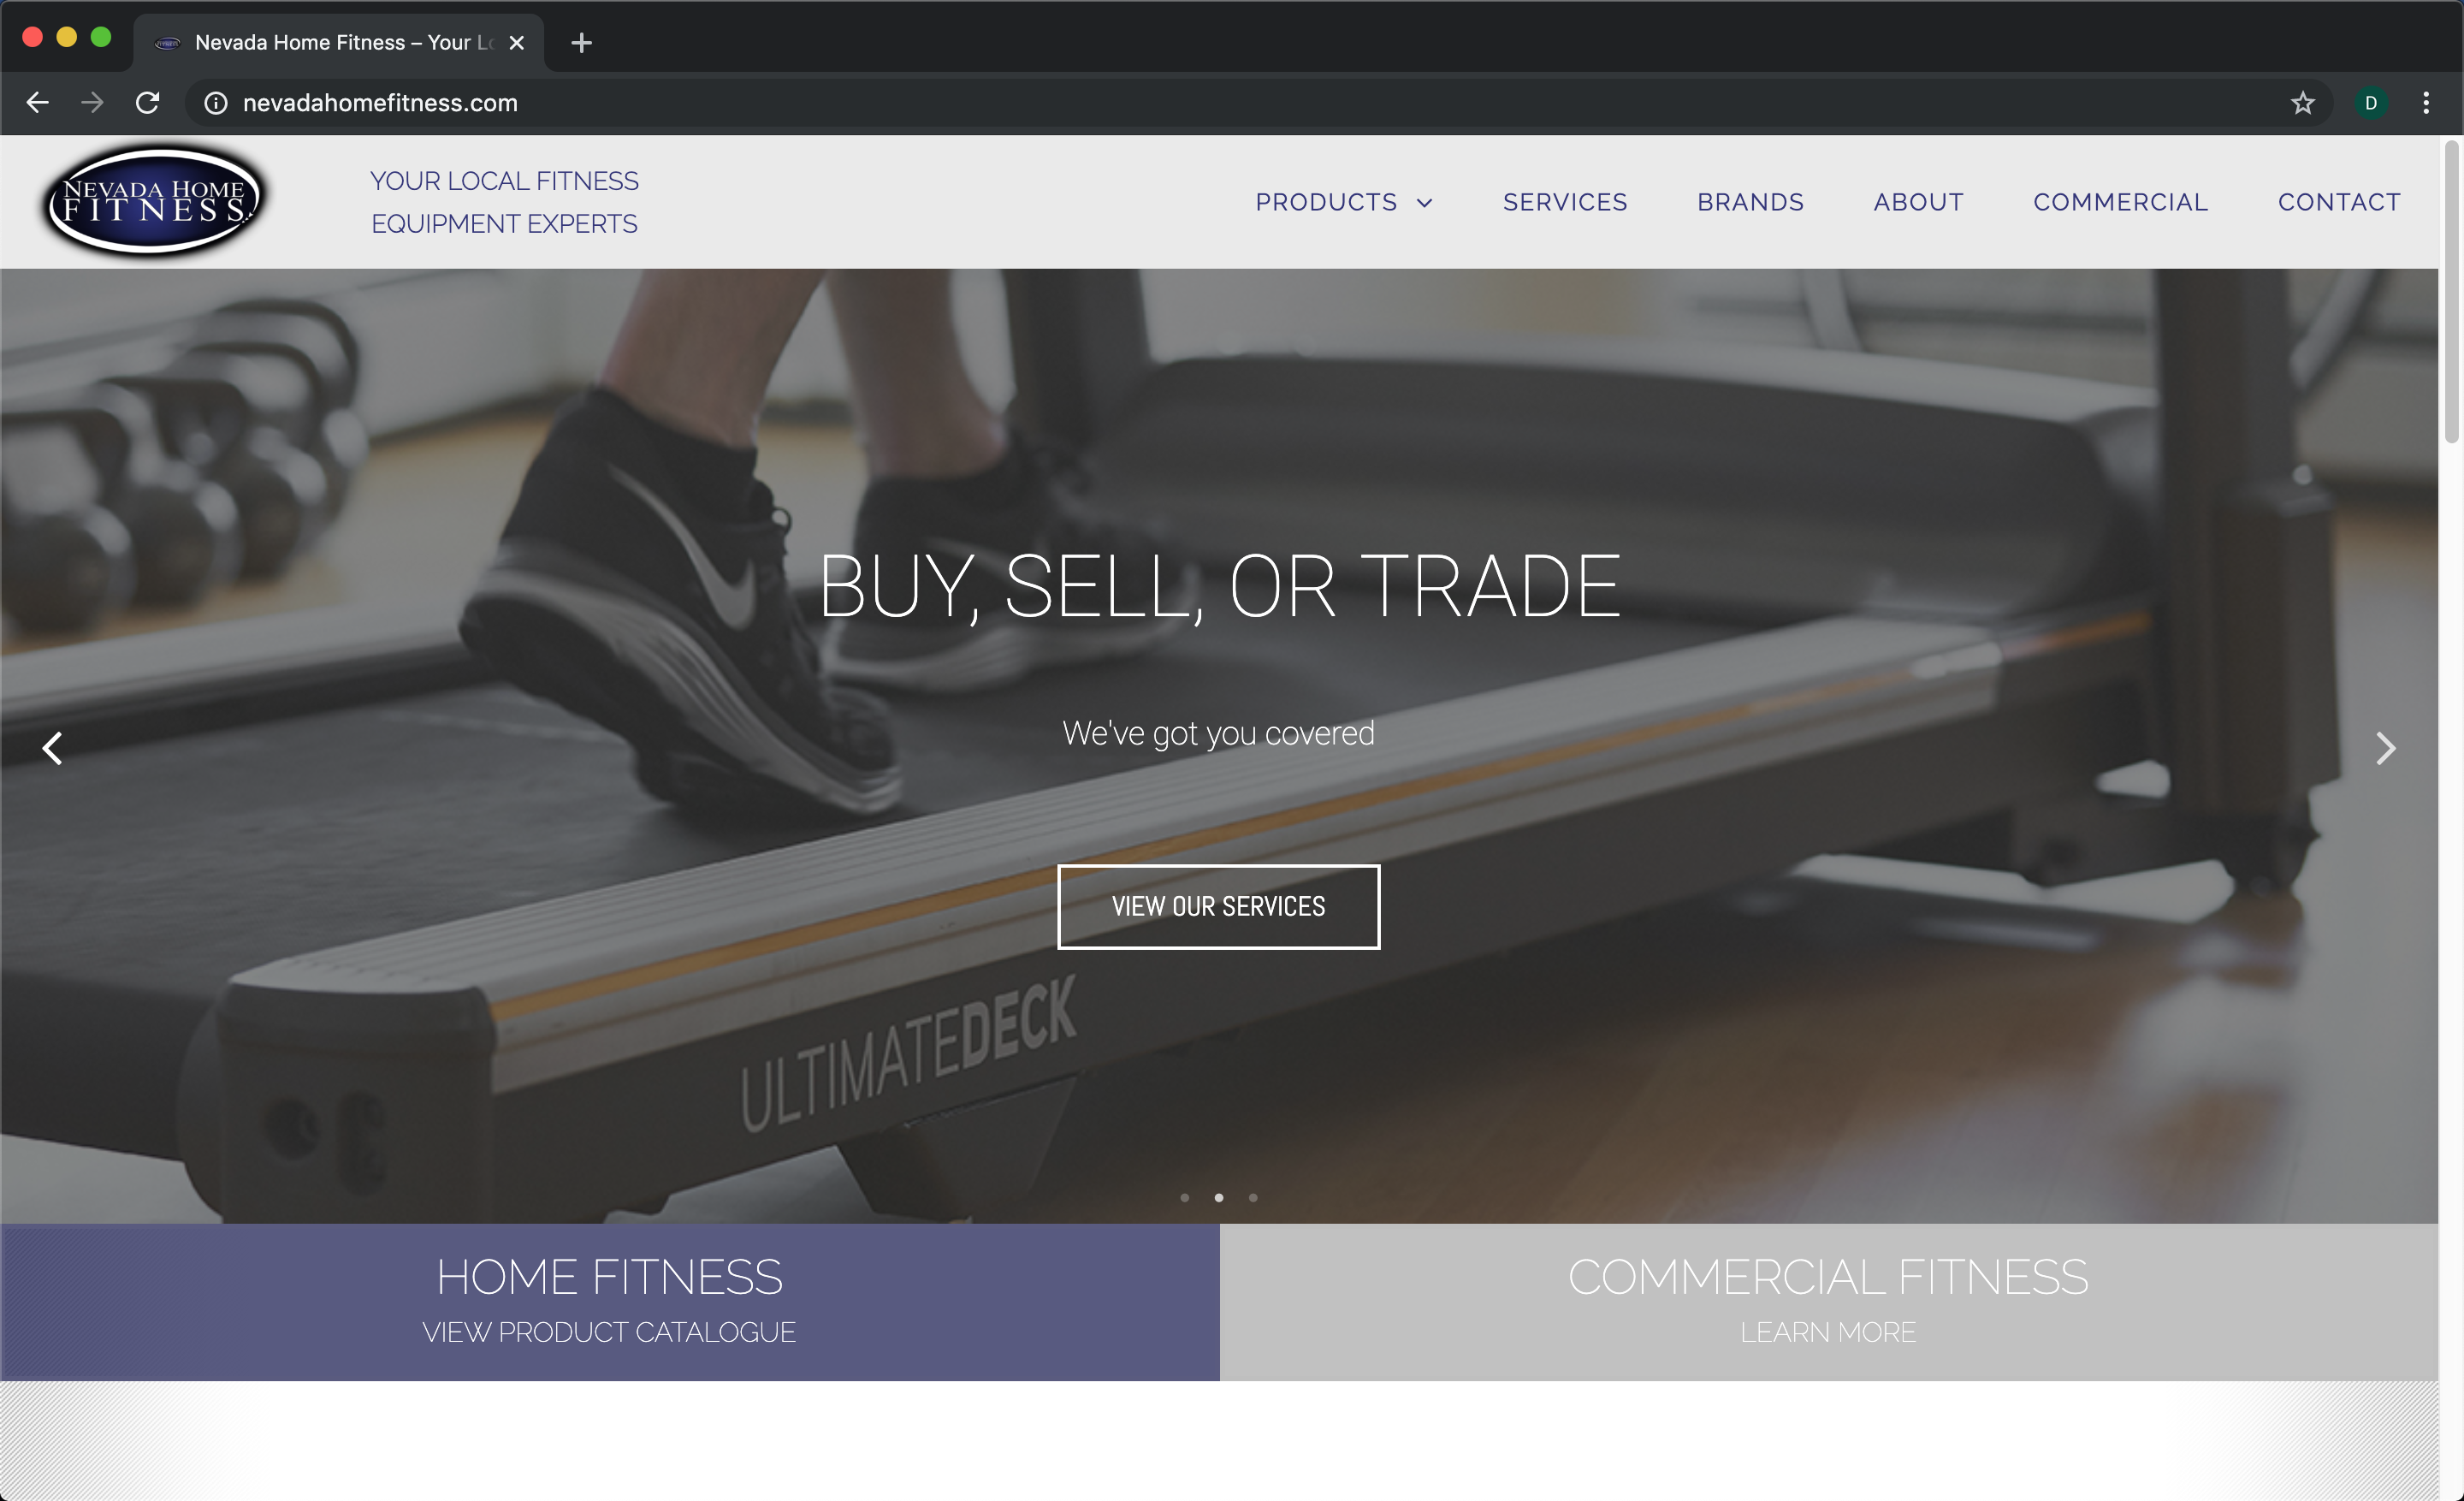 Nevada Home Fitness – Your Lo
nevadahomefitness.com
NEVADA HOME
FITNESS
YOUR LOCAL FITNESS
EQUIPMENT EXPERTS
PRODUCTS SERVICES BRANDS ABOUT COMMERCIAL CONTACT
D
BUY, SELL, OR TRADE
We've got you covered
VIEW OUR SERVICES
ULTIMATEDECK
HOME FITNESS
VIEW PRODUCT CATALOGUE
COMMERCIAL FITNESS
LEARN MORE